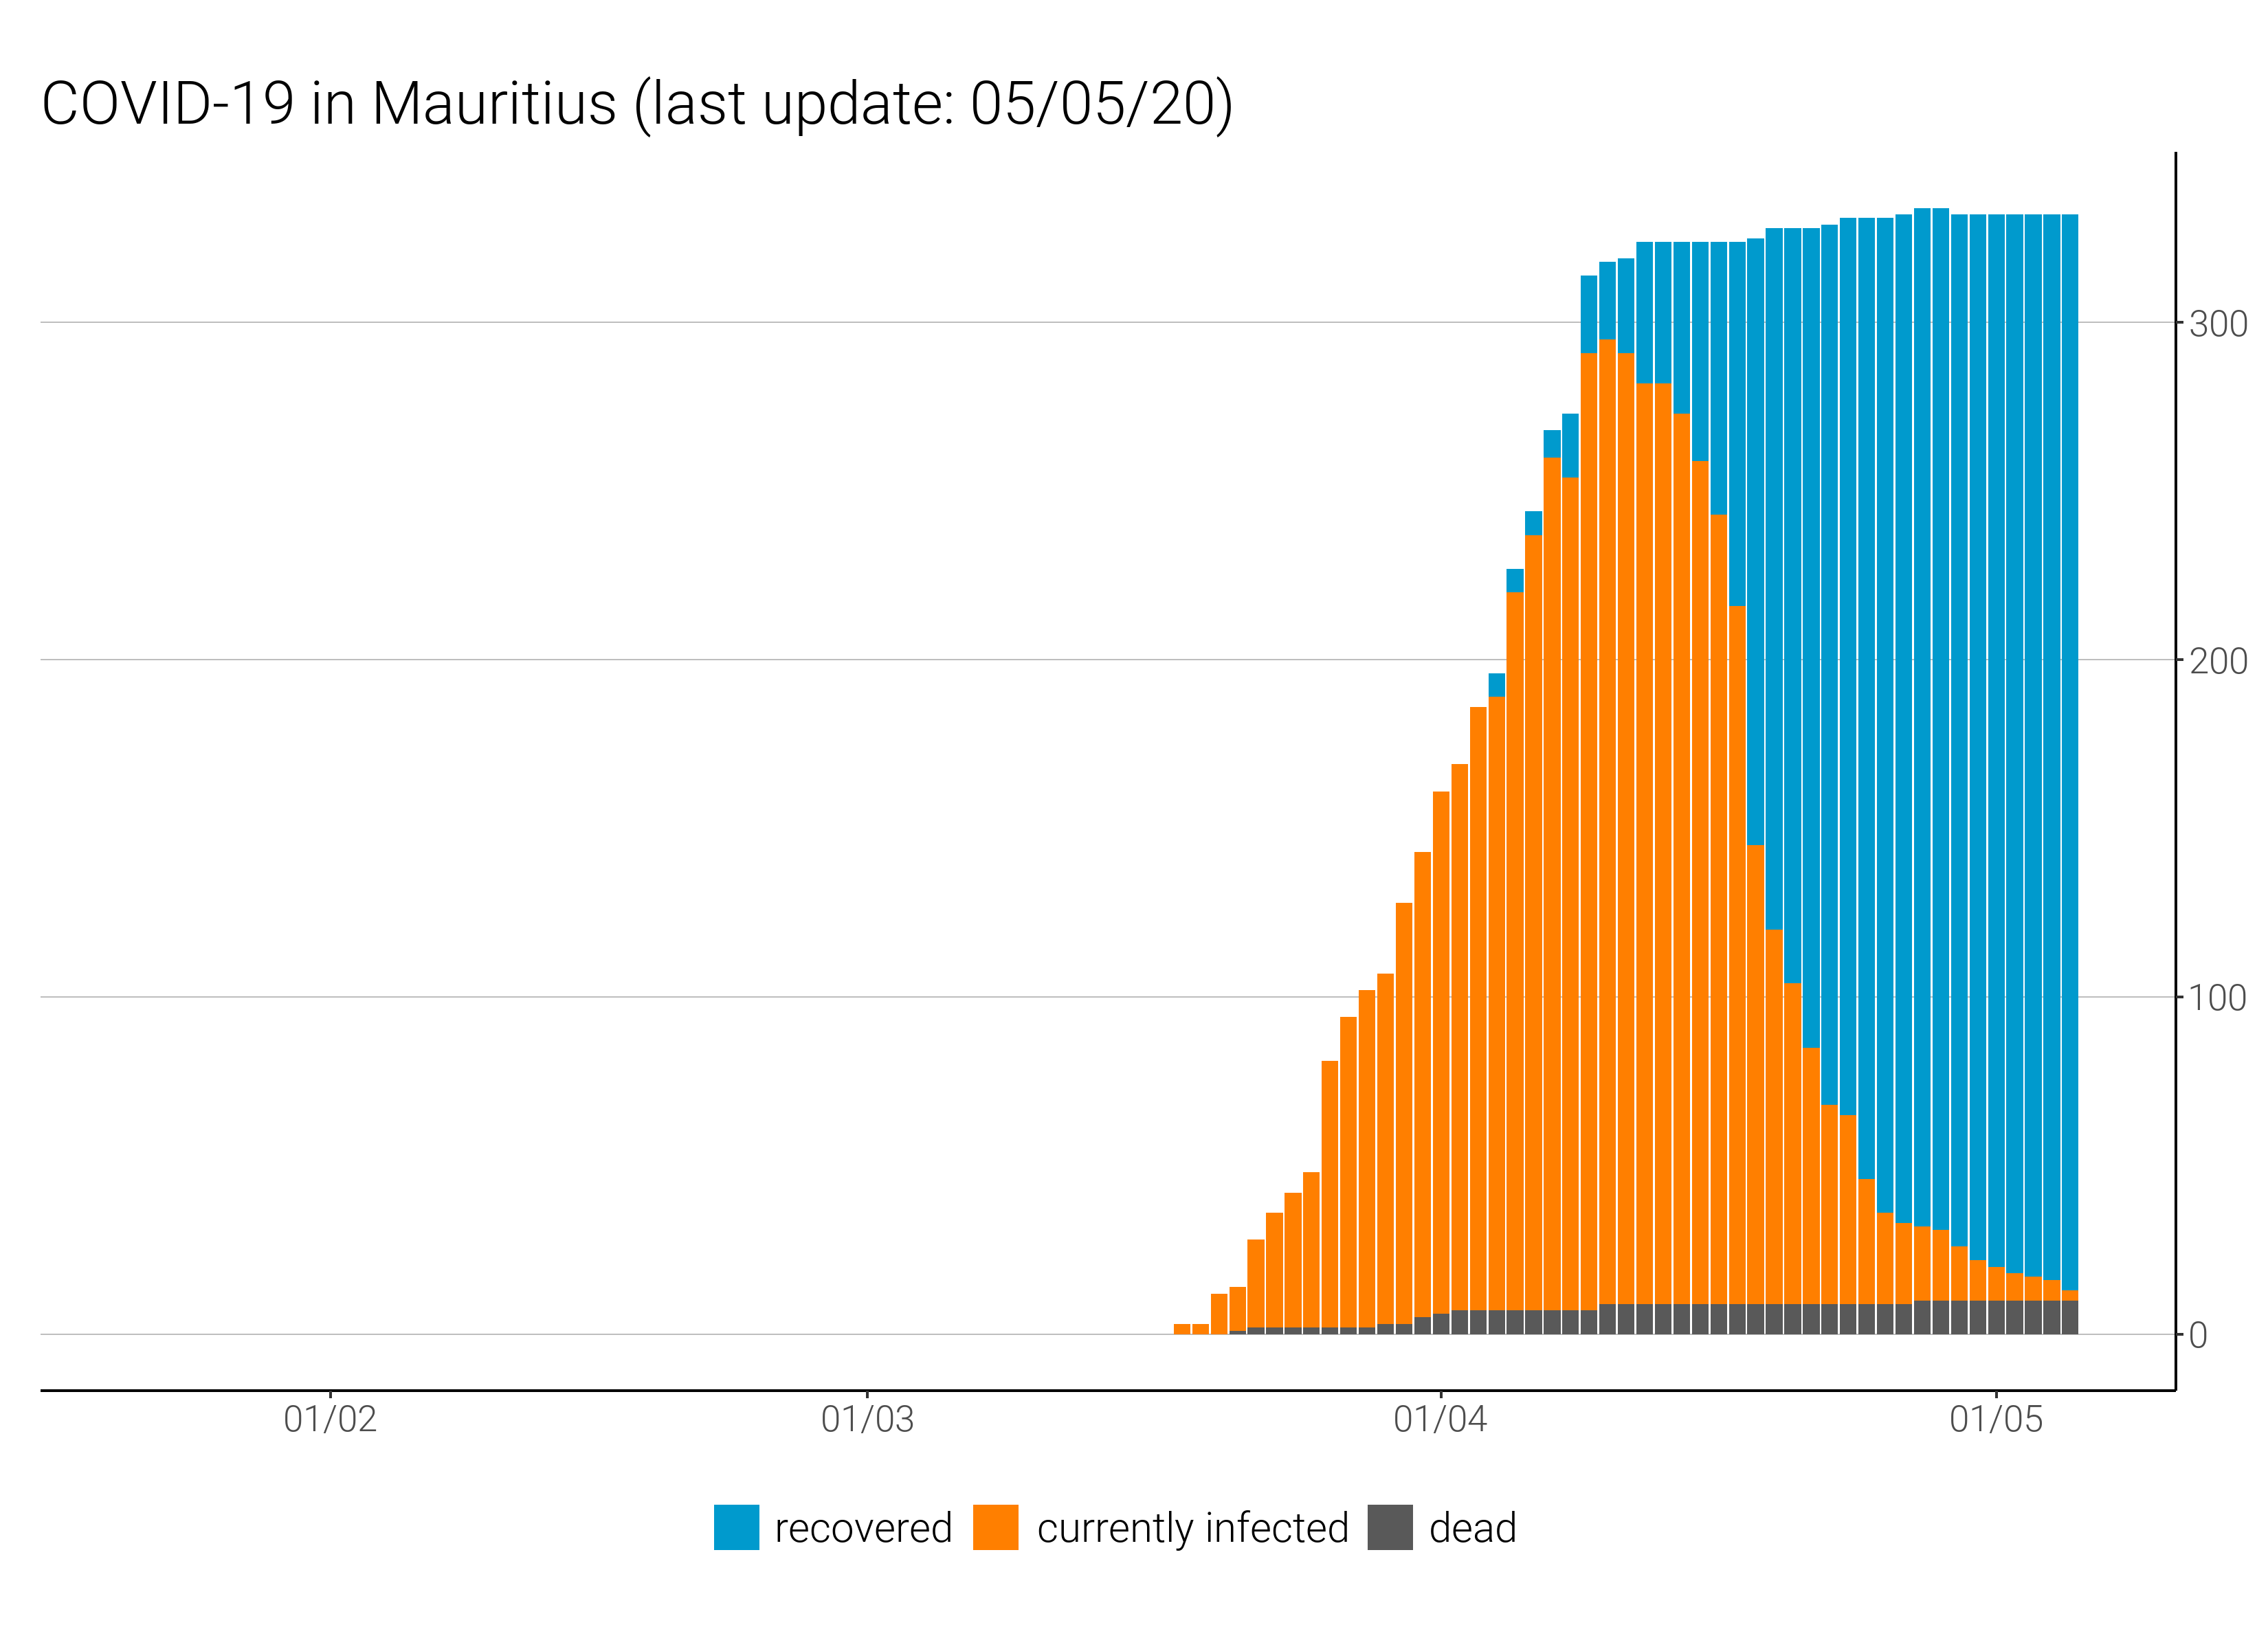 COVID-19 in Mauritius (last update: 05/05/20)
300
200
100
0
01/02 01/03 01/04 01/05
recovered currently infected dead